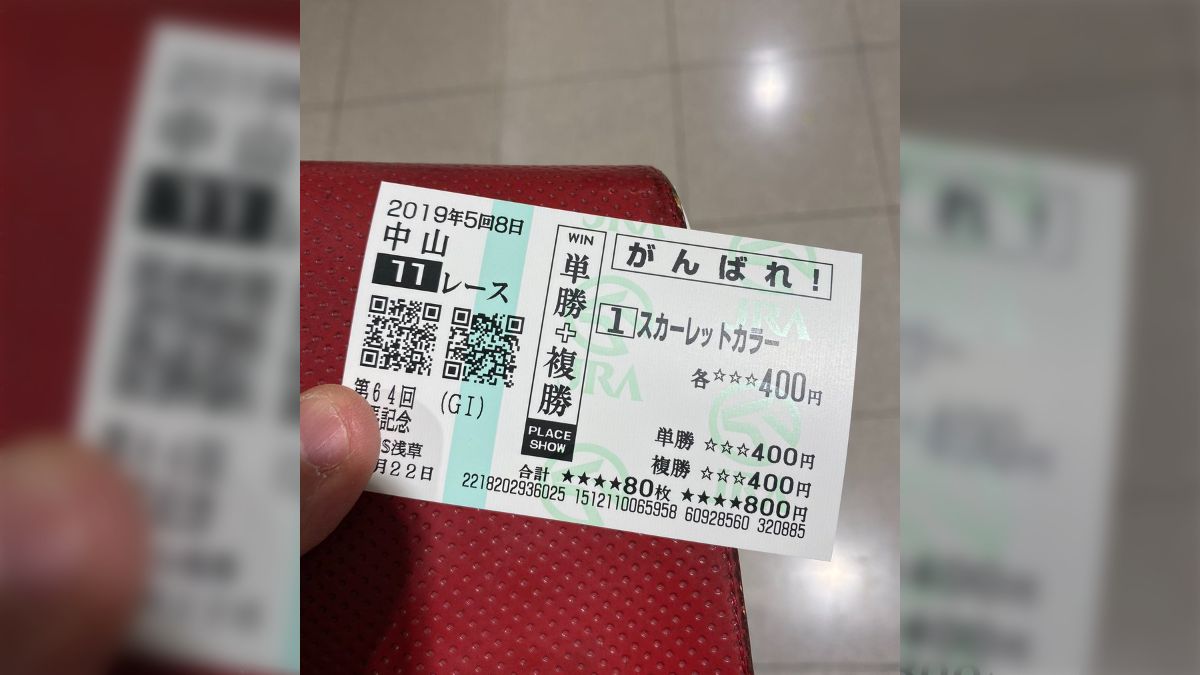 2019年5回8日
中山
11レース
第64回 (GI)
記念
S浅草
月22日
WIN
単勝+複勝
PLACE
SHOW
がんばれ!
1 スカーレットカラー
各☆☆☆400円
単勝 ☆☆☆400円
複勝 ☆☆☆400円
合計 ★★★★80枚 ★★★★800円
2218202936025 1512110065958 60928560 320885
JRA
JRA
JRA